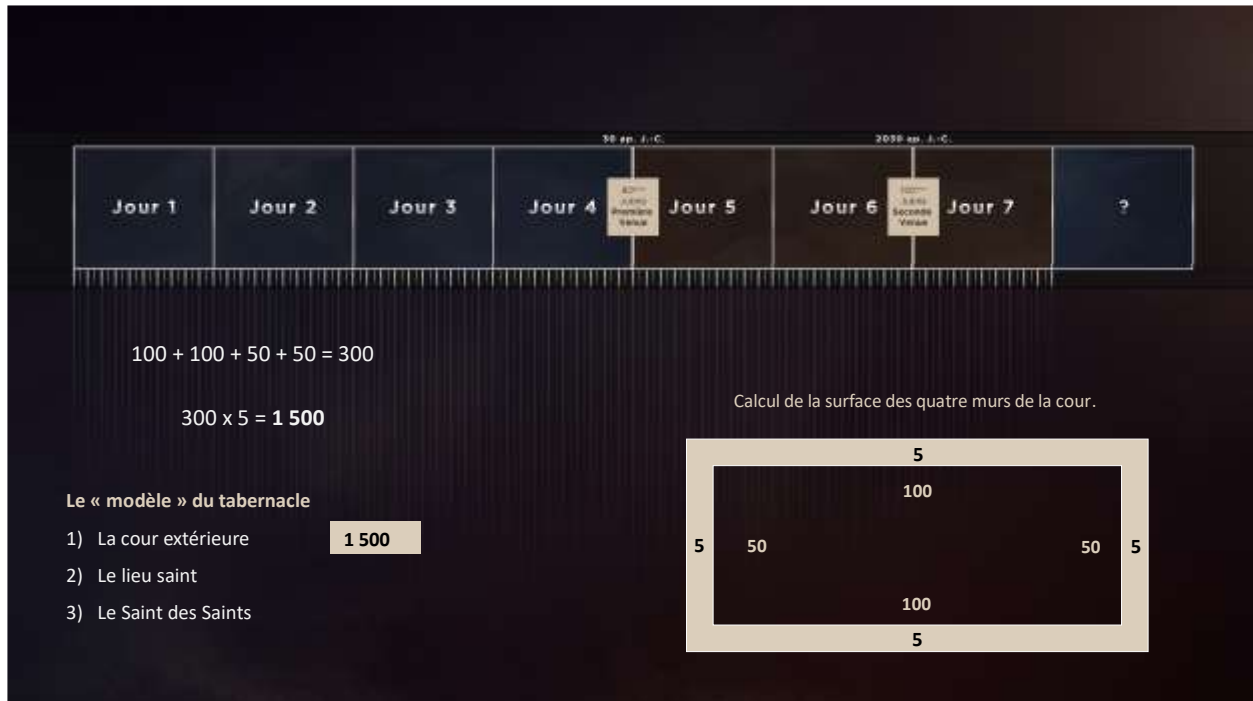 30 ap. J.-C.
2030 ap. J.-C.
Jour 1
Jour 2
Jour 3
Jour 4
Première
Venue
Jour 5
Jour 6
Seconde
Venue
Jour 7
?
100 + 100 + 50 + 50 = 300
300 x 5 = 1 500
Calcul de la surface des quatre murs de la cour.
Le « modèle » du tabernacle
1) La cour extérieure
1 500
2) Le lieu saint
3) Le Saint des Saints
5
100
5
50
50
5
100
5